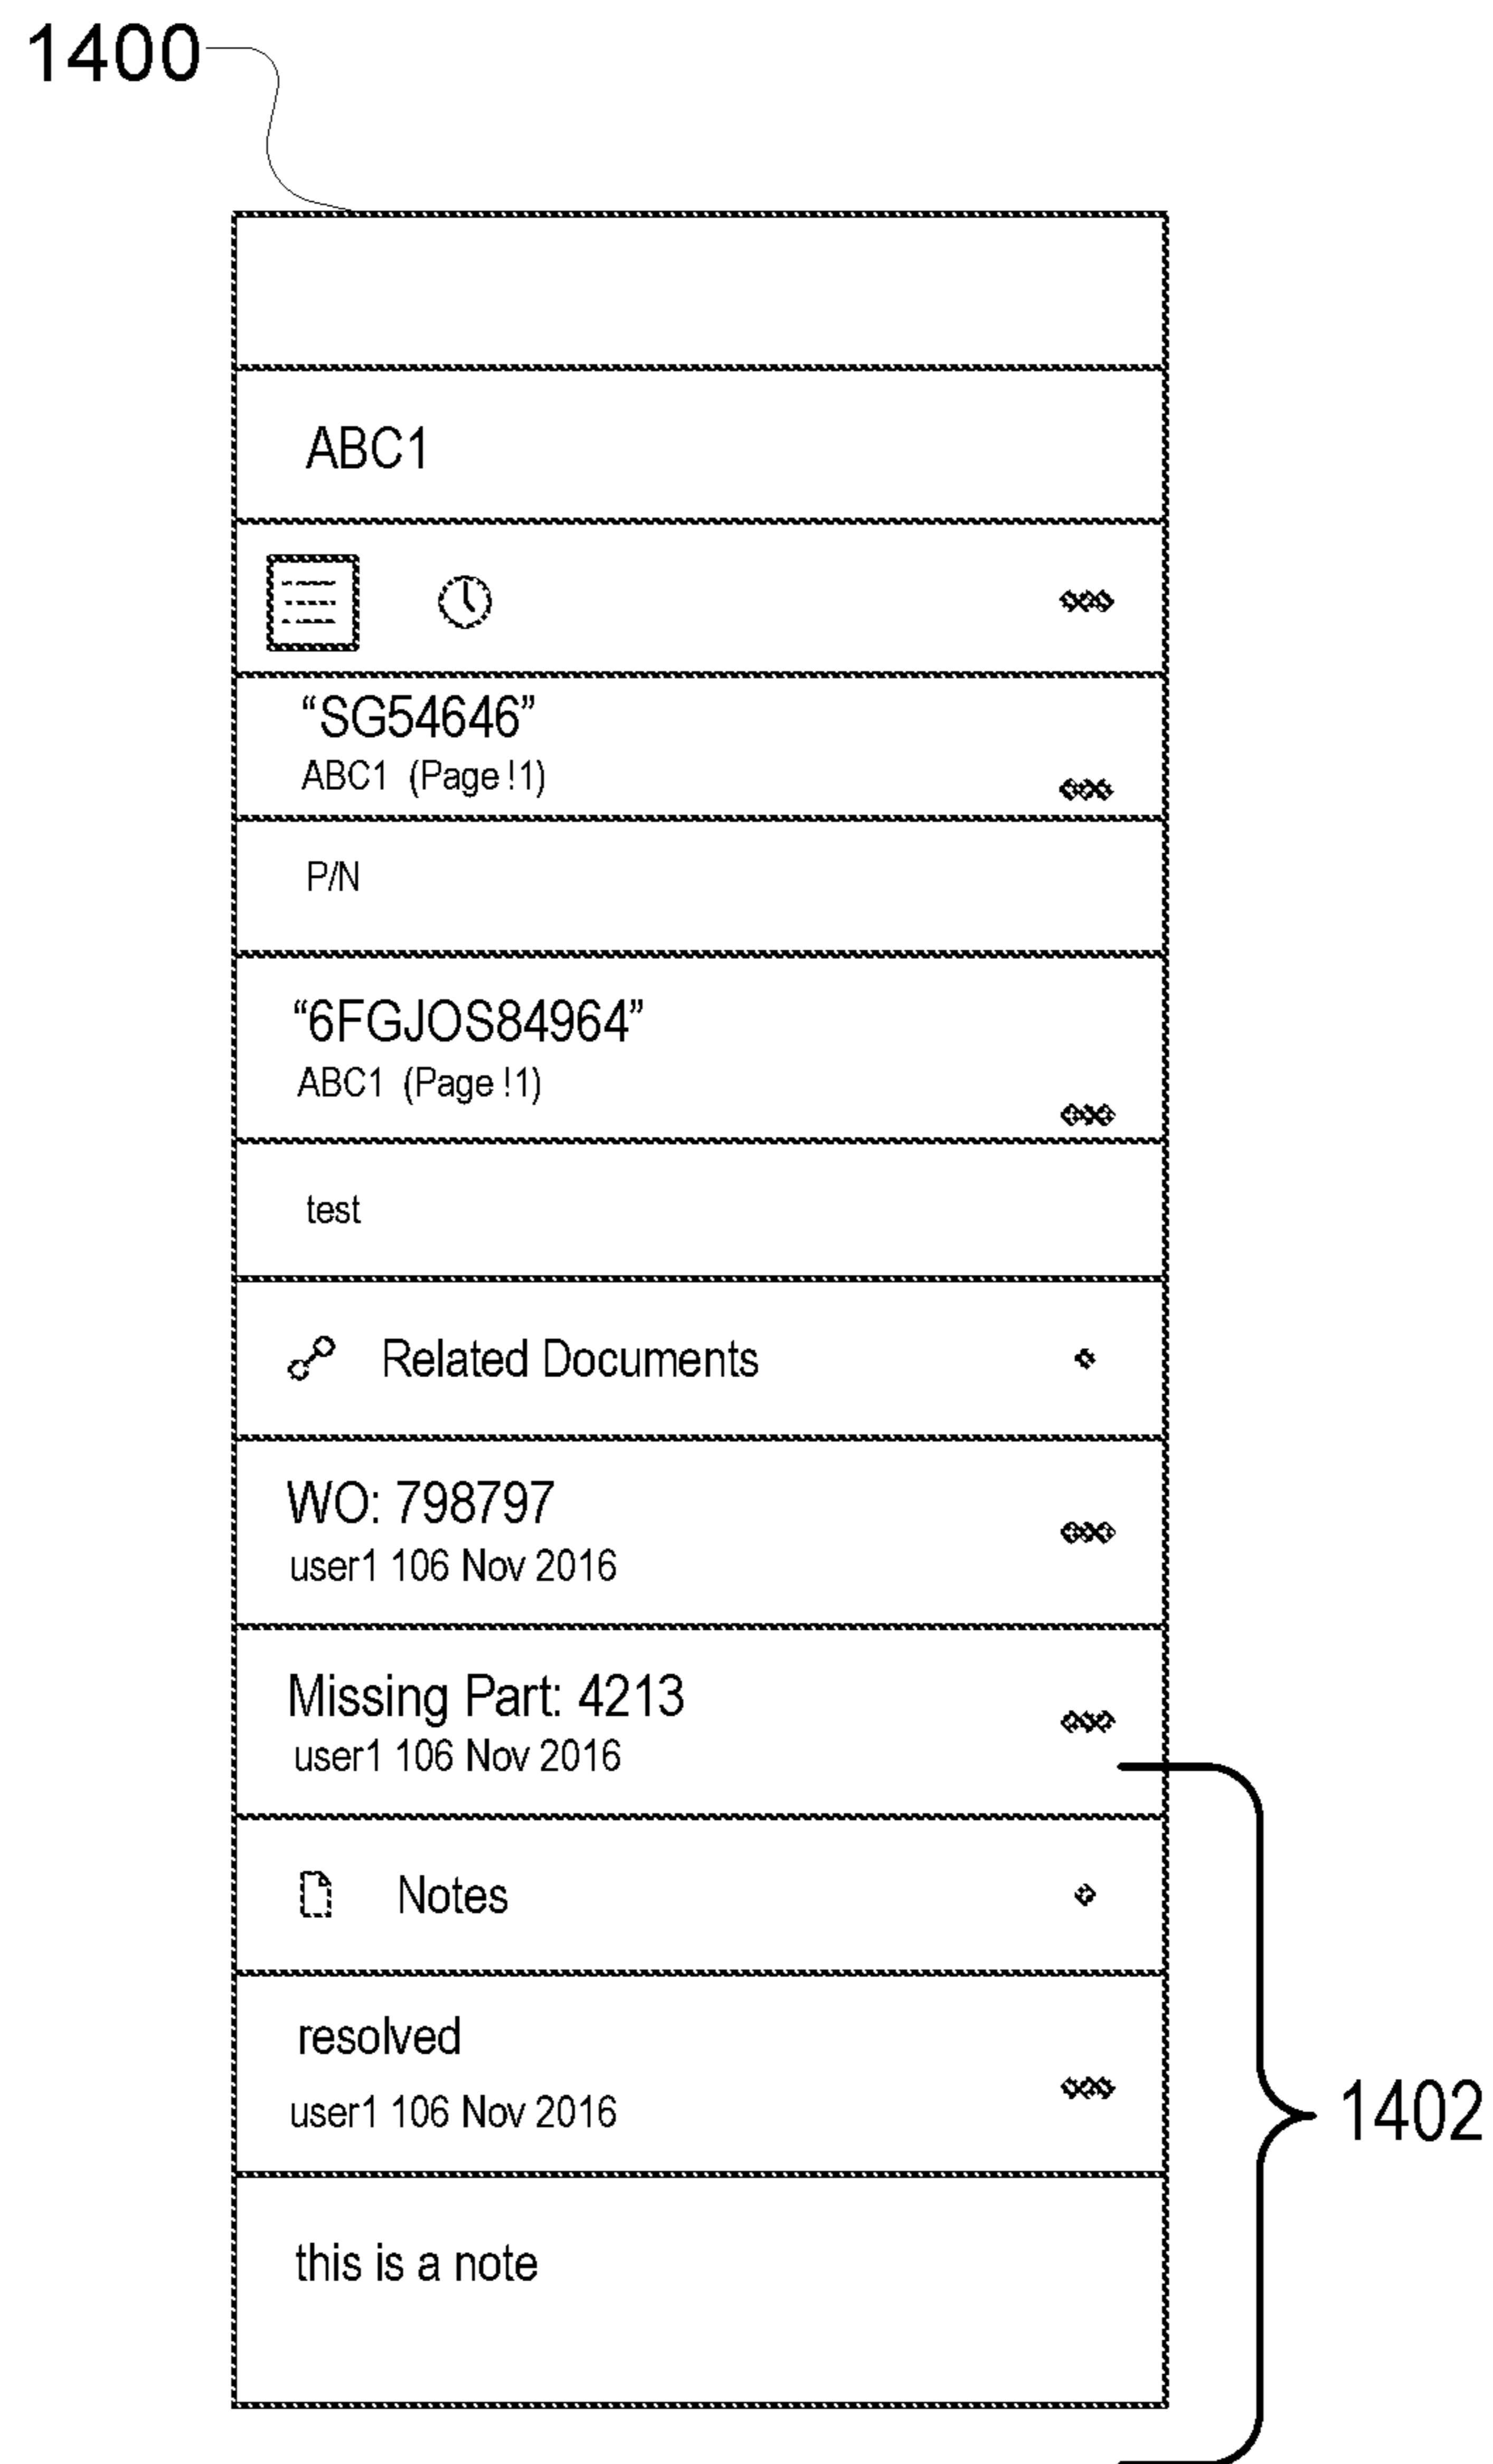 1400
ABC1
“SG54646”
ABC1 (Page !1)
P/N
“6FGJOS84964”
ABC1 (Page !1)
test
Related Documents
WO: 798797
user1 106 Nov 2016
Missing Part: 4213
user1 106 Nov 2016
Notes
resolved
user1 106 Nov 2016
1402
this is a note